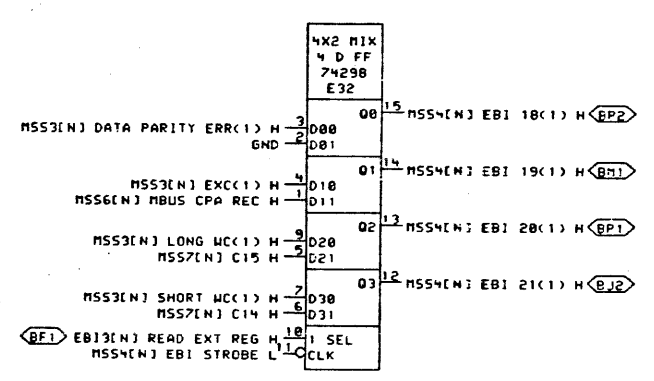 4X2 MIX
4 D FF
74298
E32
Q0 15 MSS4[N] EBI 18(1) H BP2
MSS3[N] DATA PARITY ERR(1) H 3 D00
GND 2 D01
Q1 14 MSS4[N] EBI 19(1) H BM1
MSS3[N] EXC(1) H 4 D10
MSS6[N] MBUS CPA REC H 1 D11
Q2 13 MSS4[N] EBI 20(1) H BP1
MSS3[N] LONG WC(1) H 9 D20
MSS7[N] C15 H 5 D21
Q3 12 MSS4[N] EBI 21(1) H BJ2
MSS3[N] SHORT WC(1) H 7 D30
MSS7[N] C14 H 6 D31
BF1 EBI3[N] READ EXT REG H 10 1 SEL
MSS4[N] EBI STROBE L 11 CLK